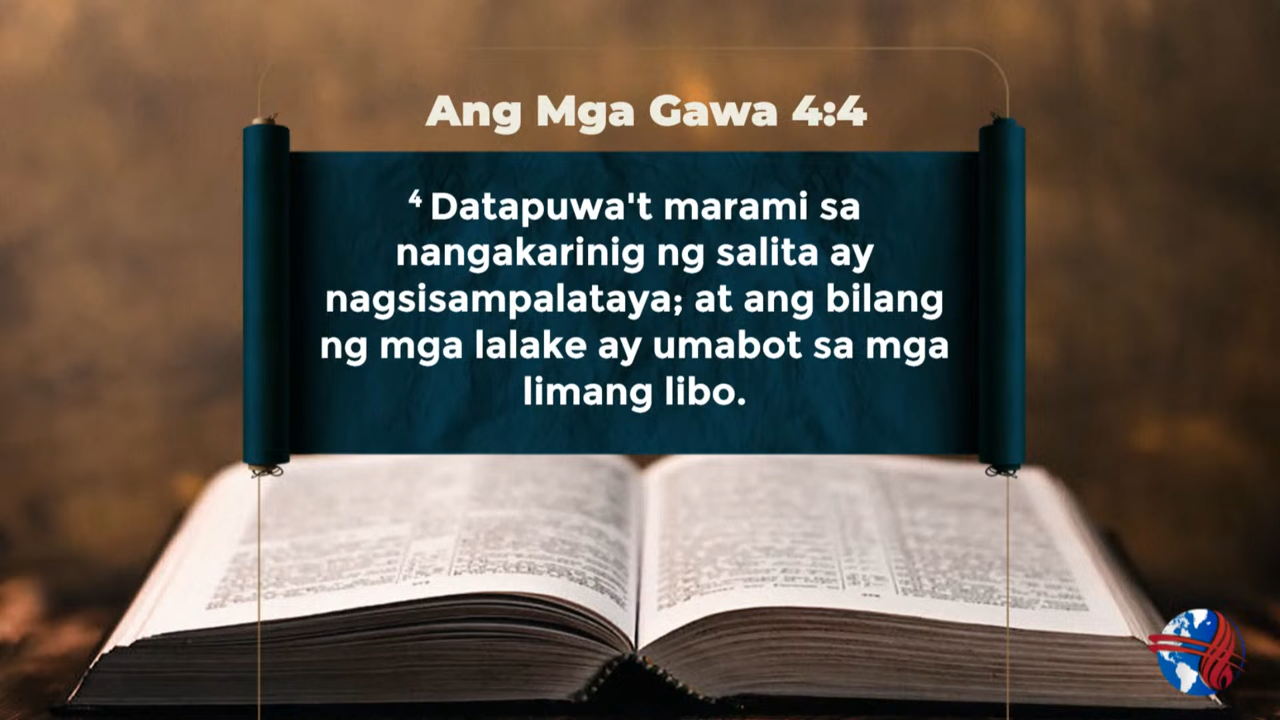 Ang Mga Gawa 4:4
⁴ Datapuwa't marami sa
nangakarinig ng salita ay
nagsisampalataya; at ang bilang
ng mga lalake ay umabot sa mga
limang libo.